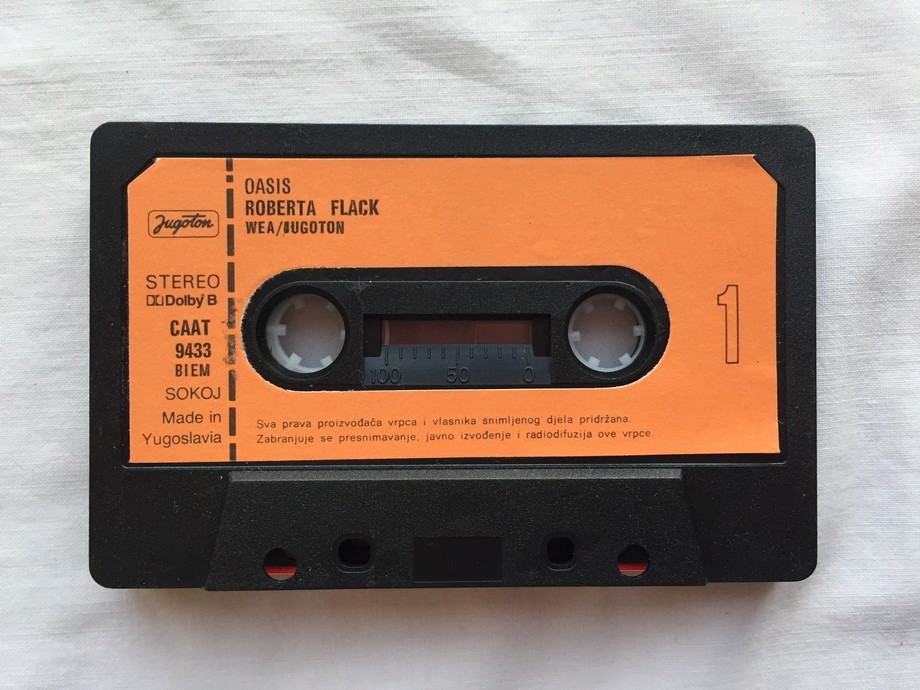 OASIS
ROBERTA FLACK
WEA/JUGOTON
Jugoton
STEREO
Dolby B
CAAT
9433
BIEM
SOKOJ
Made in
Yugoslavia
1
100 50 0
Sva prava proizvođača vrpca i vlasnika snimljenog djela pridržana.
Zabranjuje se presnimavanje, javno izvođenje i radiodifuzija ove vrpce.